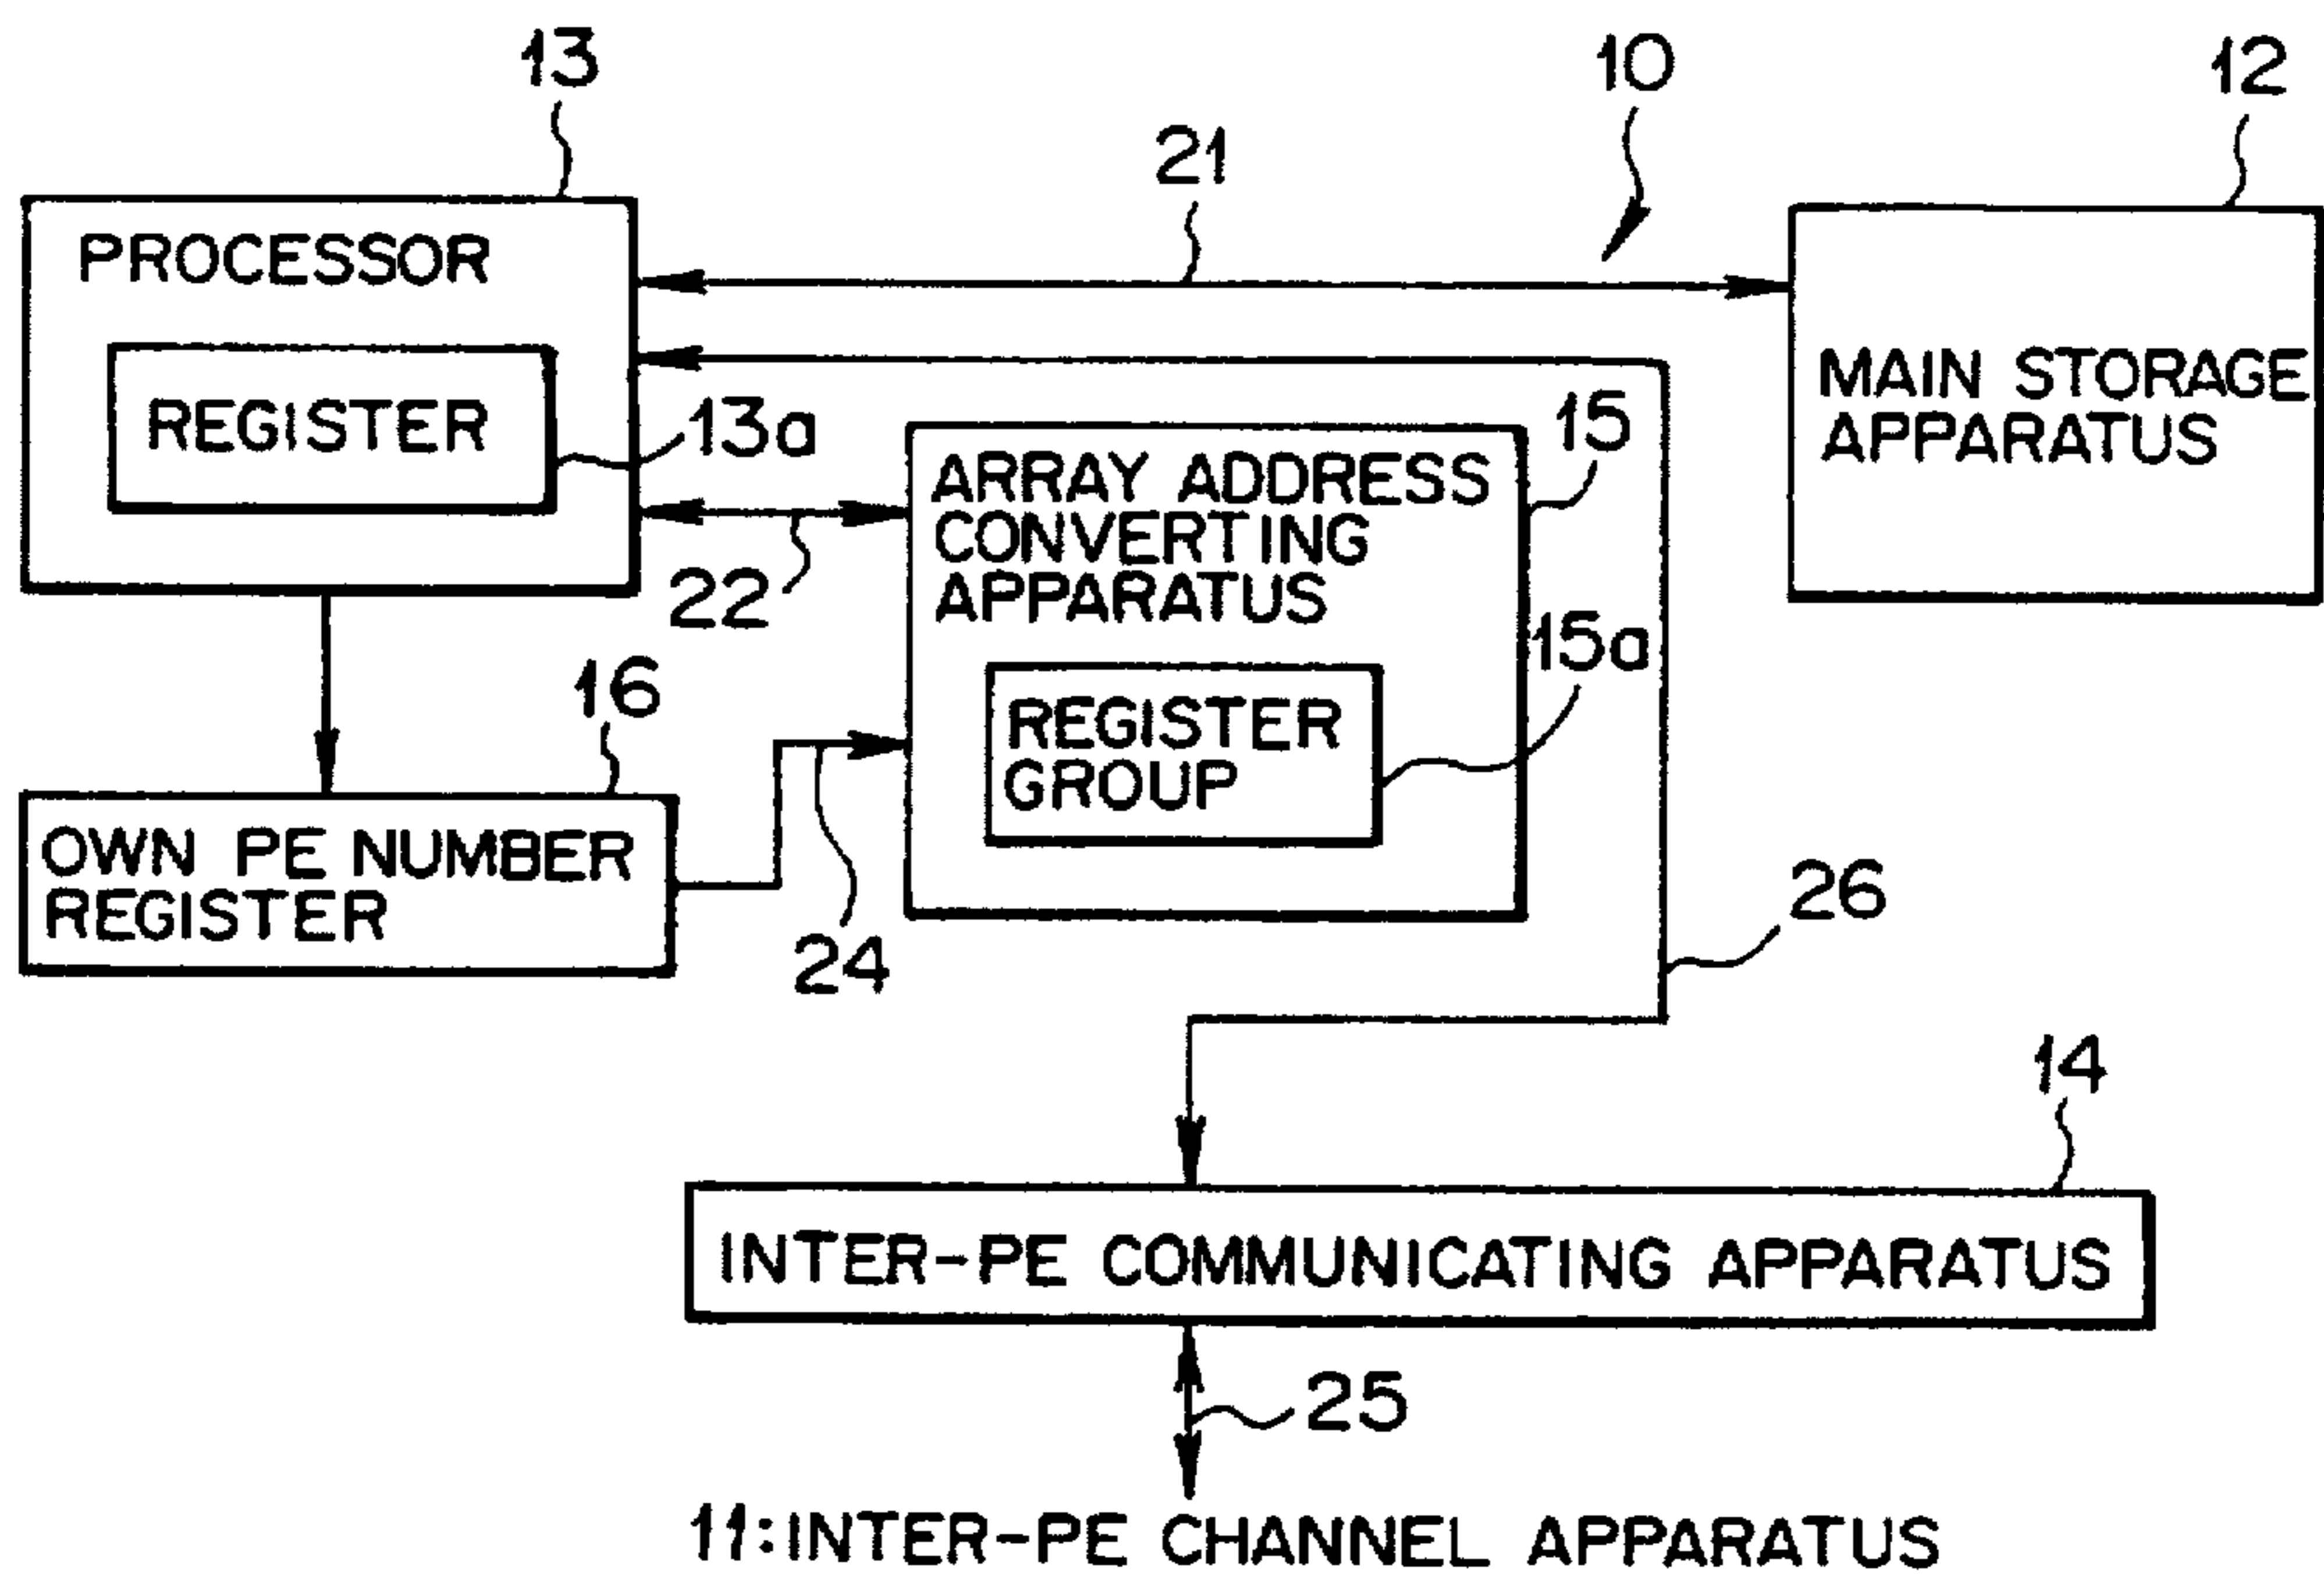 13
10
12
21
PROCESSOR
REGISTER
13a
MAIN STORAGE
APPARATUS
15
ARRAY ADDRESS
CONVERTING
APPARATUS
22
15a
16
REGISTER
GROUP
OWN PE NUMBER
REGISTER
24
26
14
INTER-PE COMMUNICATING APPARATUS
25
11:INTER-PE CHANNEL APPARATUS